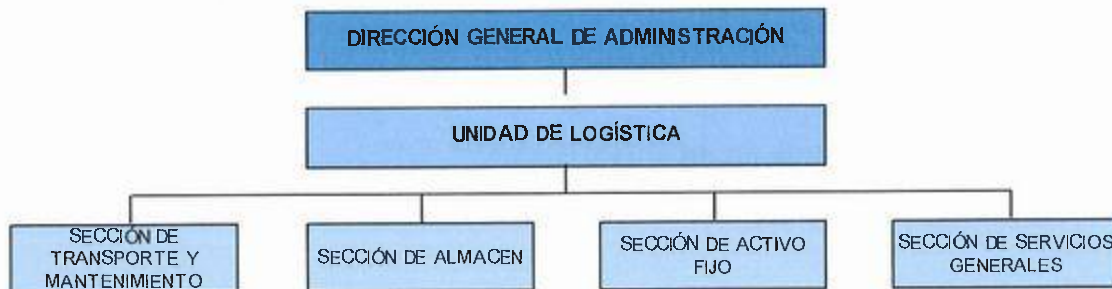 DIRECCIÓN GENERAL DE ADMINISTRACIÓN
UNIDAD DE LOGÍSTICA
SECCIÓN DE
TRANSPORTE Y
MANTENIMIENTO
SECCIÓN DE ALMACEN
SECCIÓN DE ACTIVO
FIJO
SECCIÓN DE SERVICIOS
GENERALES